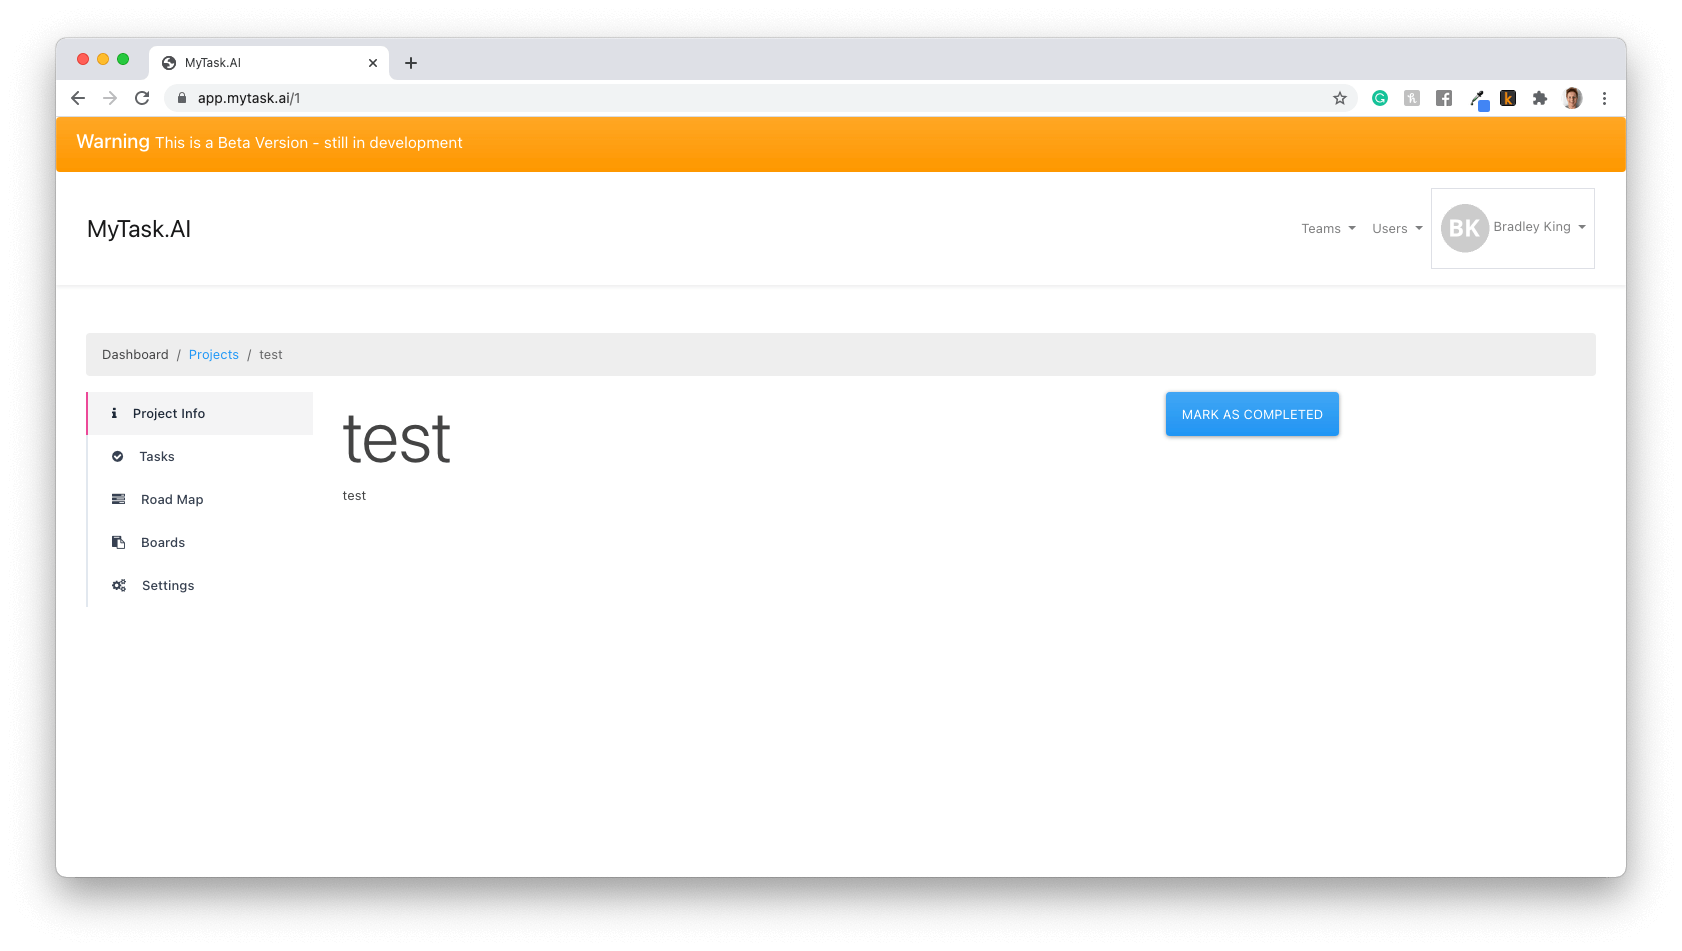 MyTask.AI
app.mytask.ai/1
Warning This is a Beta Version - still in development
MyTask.AI
Teams
Users
BK
Bradley King
Dashboard / Projects / test
Project Info
test
MARK AS COMPLETED
Tasks
Road Map
test
Boards
Settings